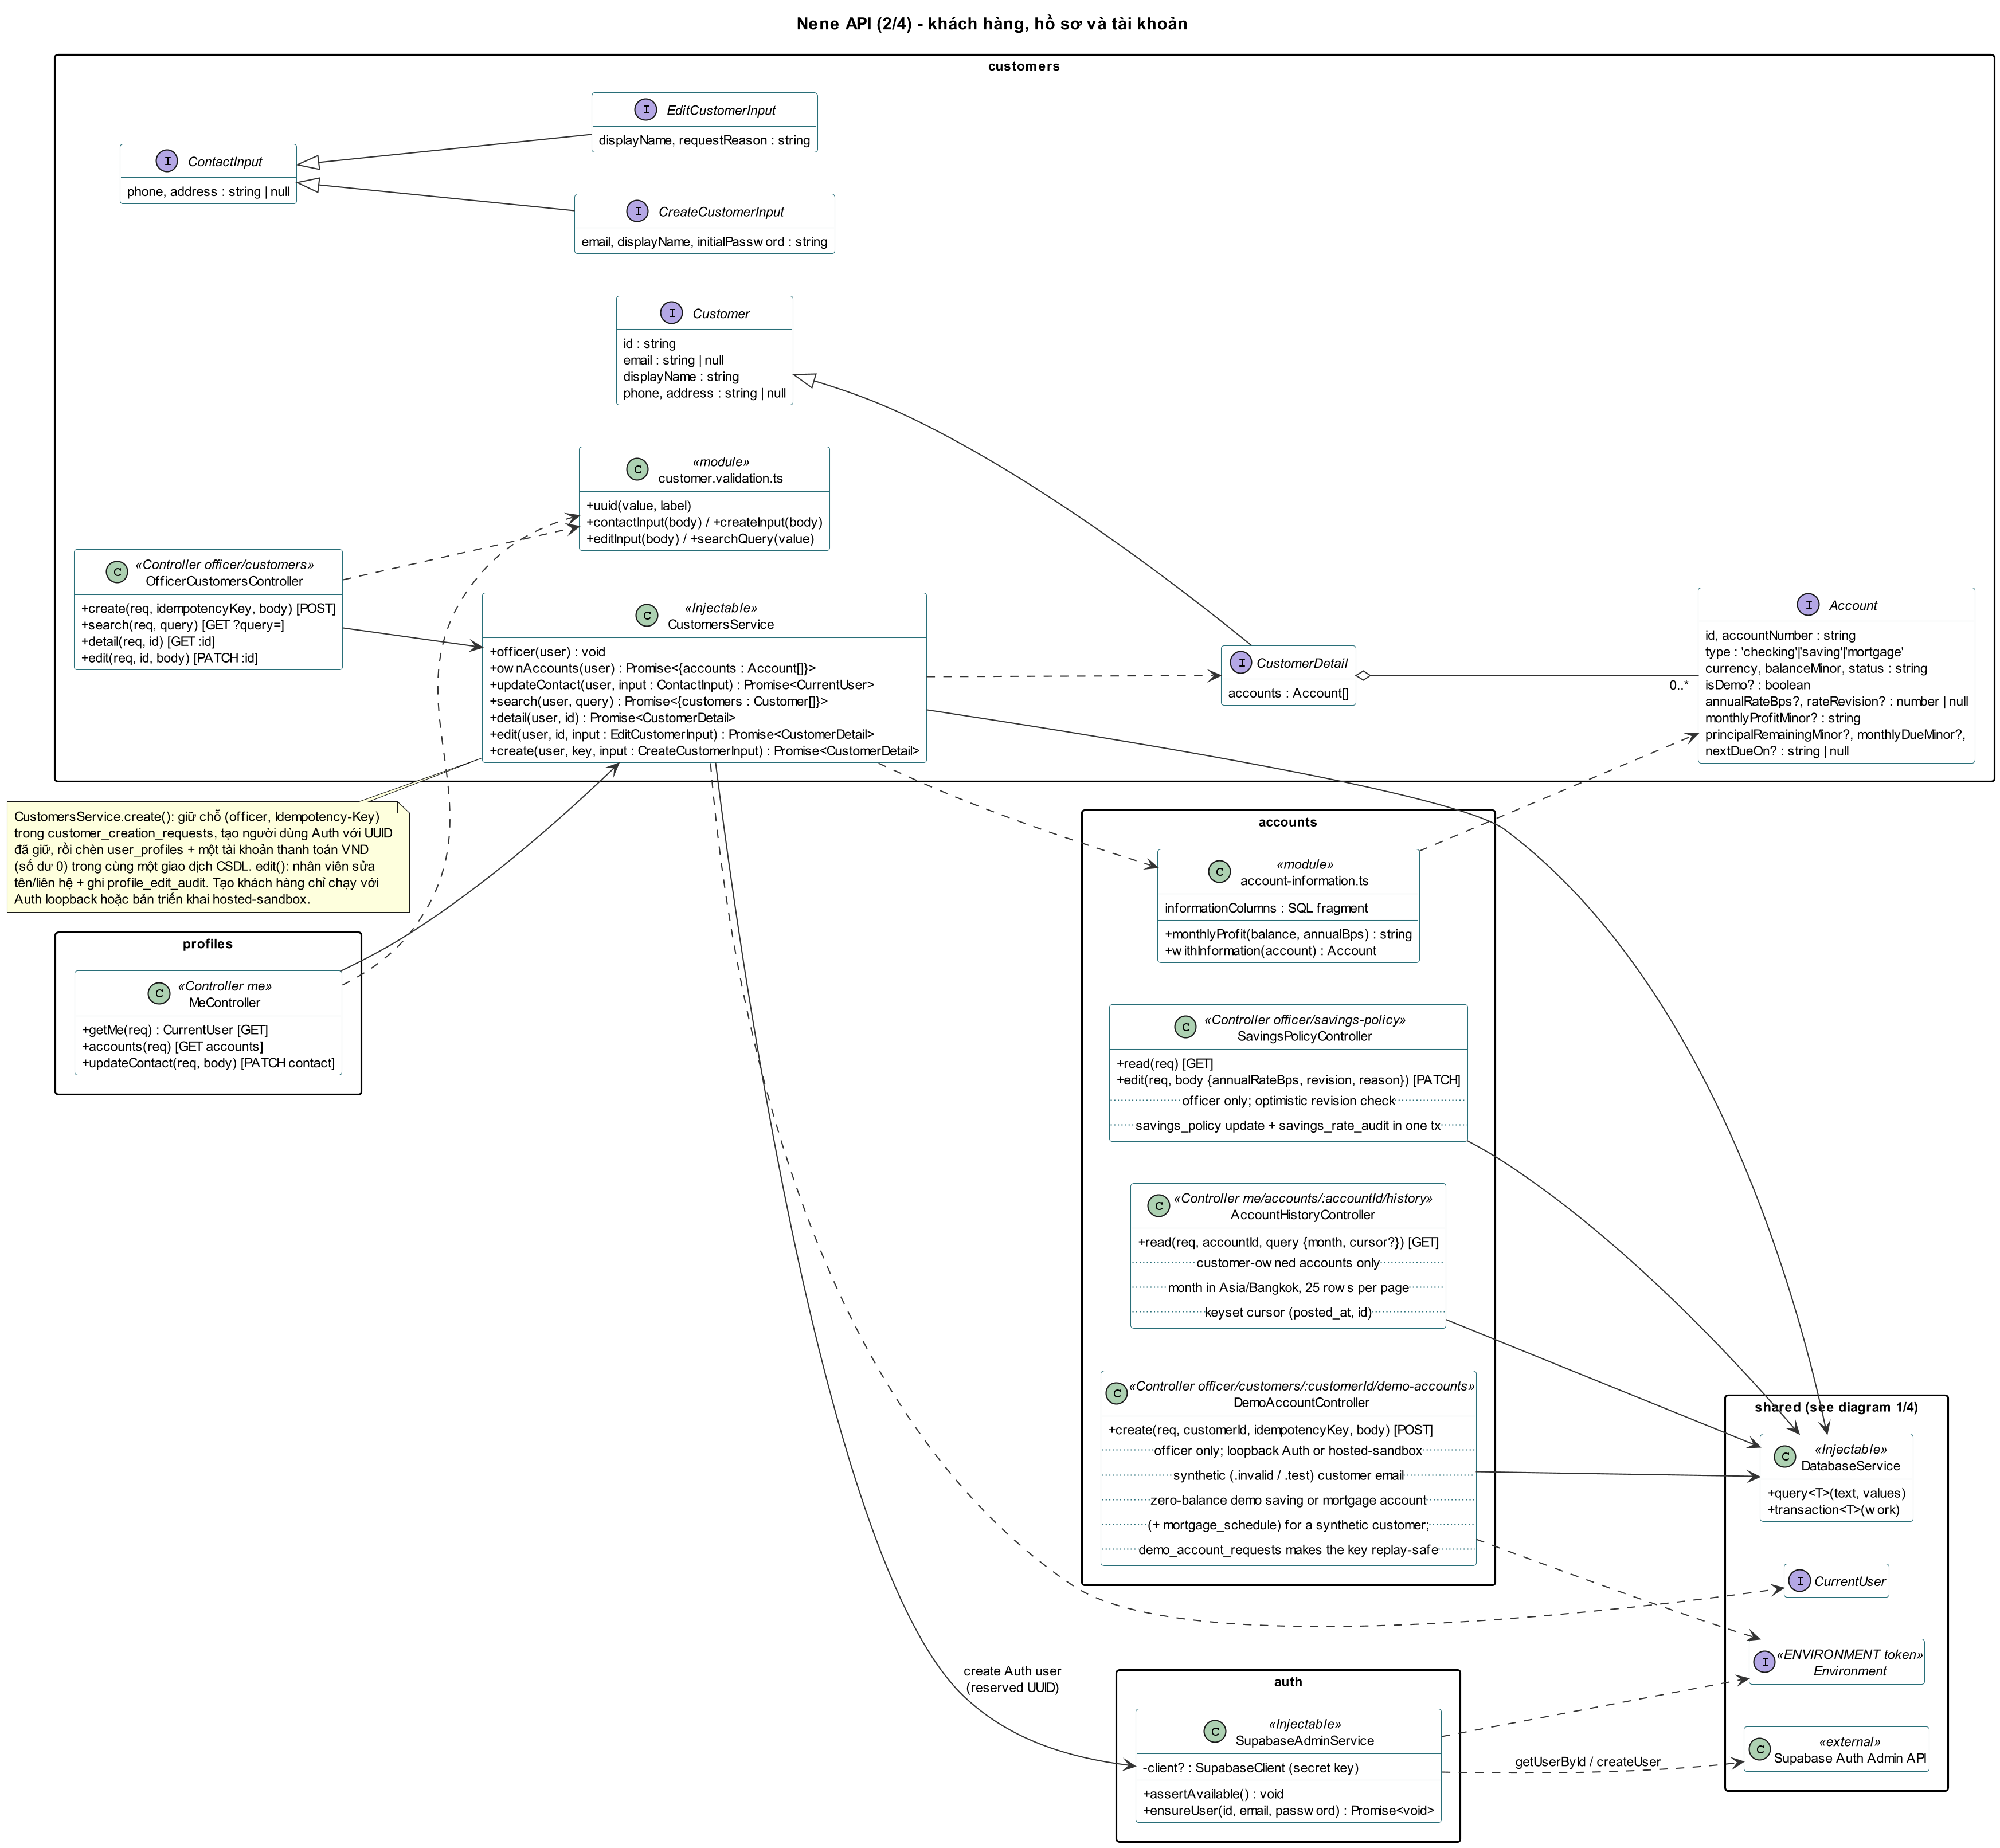 Nene API (2/4) - khách hàng, hồ sơ và tài khoản
customers
I EditCustomerInput
displayName, requestReason : string
I ContactInput
phone, address : string | null
I CreateCustomerInput
email, displayName, initialPassword : string
I Customer
id : string
email : string | null
displayName : string
phone, address : string | null
C «module»
customer.validation.ts
+uuid(value, label)
+contactInput(body) / +createInput(body)
+editInput(body) / +searchQuery(value)
C «Controller officer/customers»
OfficerCustomersController
+create(req, idempotencyKey, body) [POST]
+search(req, query) [GET ?query=]
+detail(req, id) [GET :id]
+edit(req, id, body) [PATCH :id]
C «Injectable»
CustomersService
+officer(user) : void
+ownAccounts(user) : Promise<{accounts : Account[]}>
+updateContact(user, input : ContactInput) : Promise<CurrentUser>
+search(user, query) : Promise<{customers : Customer[]}>
+detail(user, id) : Promise<CustomerDetail>
+edit(user, id, input : EditCustomerInput) : Promise<CustomerDetail>
+create(user, key, input : CreateCustomerInput) : Promise<CustomerDetail>
I CustomerDetail
accounts : Account[]
0..*
I Account
id, accountNumber : string
type : 'checking'|'saving'|'mortgage'
currency, balanceMinor, status : string
isDemo? : boolean
annualRateBps?, rateRevision? : number | null
monthlyProfitMinor? : string
principalRemainingMinor?, monthlyDueMinor?,
nextDueOn? : string | null
CustomersService.create(): giữ chỗ (officer, Idempotency-Key)
trong customer_creation_requests, tạo người dùng Auth với UUID
đã giữ, rồi chèn user_profiles + một tài khoản thanh toán VND
(số dư 0) trong cùng một giao dịch CSDL. edit(): nhân viên sửa
tên/liên hệ + ghi profile_edit_audit. Tạo khách hàng chỉ chạy với
Auth loopback hoặc bản triển khai hosted-sandbox.
profiles
C «Controller me»
MeController
+getMe(req) : CurrentUser [GET]
+accounts(req) [GET accounts]
+updateContact(req, body) [PATCH contact]
accounts
C «module»
account-information.ts
informationColumns : SQL fragment
+monthlyProfit(balance, annualBps) : string
+withInformation(account) : Account
C «Controller officer/savings-policy»
SavingsPolicyController
+read(req) [GET]
+edit(req, body {annualRateBps, revision, reason}) [PATCH]
officer only; optimistic revision check
savings_policy update + savings_rate_audit in one tx
C «Controller me/accounts/:accountId/history»
AccountHistoryController
+read(req, accountId, query {month, cursor?}) [GET]
customer-owned accounts only
month in Asia/Bangkok, 25 rows per page
keyset cursor (posted_at, id)
C «Controller officer/customers/:customerId/demo-accounts»
DemoAccountController
+create(req, customerId, idempotencyKey, body) [POST]
officer only; loopback Auth or hosted-sandbox
synthetic (.invalid / .test) customer email
zero-balance demo saving or mortgage account
(+ mortgage_schedule) for a synthetic customer;
demo_account_requests makes the key replay-safe
shared (see diagram 1/4)
C «Injectable»
DatabaseService
+query<T>(text, values)
+transaction<T>(work)
I CurrentUser
I «ENVIRONMENT token»
Environment
C «external»
Supabase Auth Admin API
create Auth user
(reserved UUID)
auth
C «Injectable»
SupabaseAdminService
-client? : SupabaseClient (secret key)
+assertAvailable() : void
+ensureUser(id, email, password) : Promise<void>
getUserById / createUser